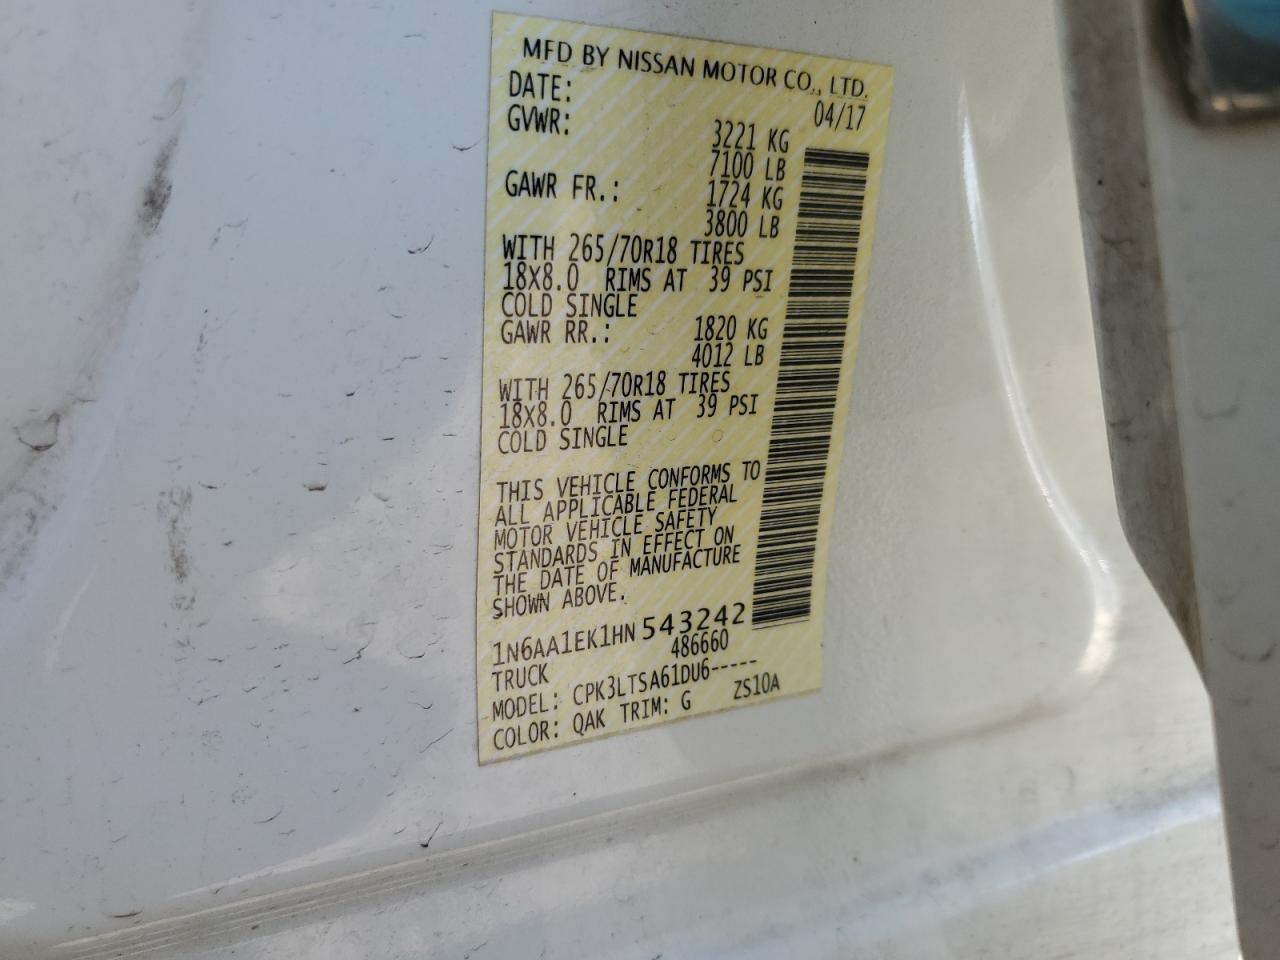 MFD BY NISSAN MOTOR CO., LTD.
DATE: 04/17
GVWR: 3221 KG
7100 LB
GAWR FR.: 1724 KG
3800 LB
WITH 265/70R18 TIRES
18X8.0 RIMS AT 39 PSI
COLD SINGLE
GAWR RR.: 1820 KG
4012 LB
WITH 265/70R18 TIRES
18X8.0 RIMS AT 39 PSI
COLD SINGLE
THIS VEHICLE CONFORMS TO
ALL APPLICABLE FEDERAL
MOTOR VEHICLE SAFETY
STANDARDS IN EFFECT ON
THE DATE OF MANUFACTURE
SHOWN ABOVE.
1N6AA1EK1HN543242
TRUCK 486660
MODEL: CPK3LTSA61DU6-----
COLOR: QAK TRIM: G ZS10A